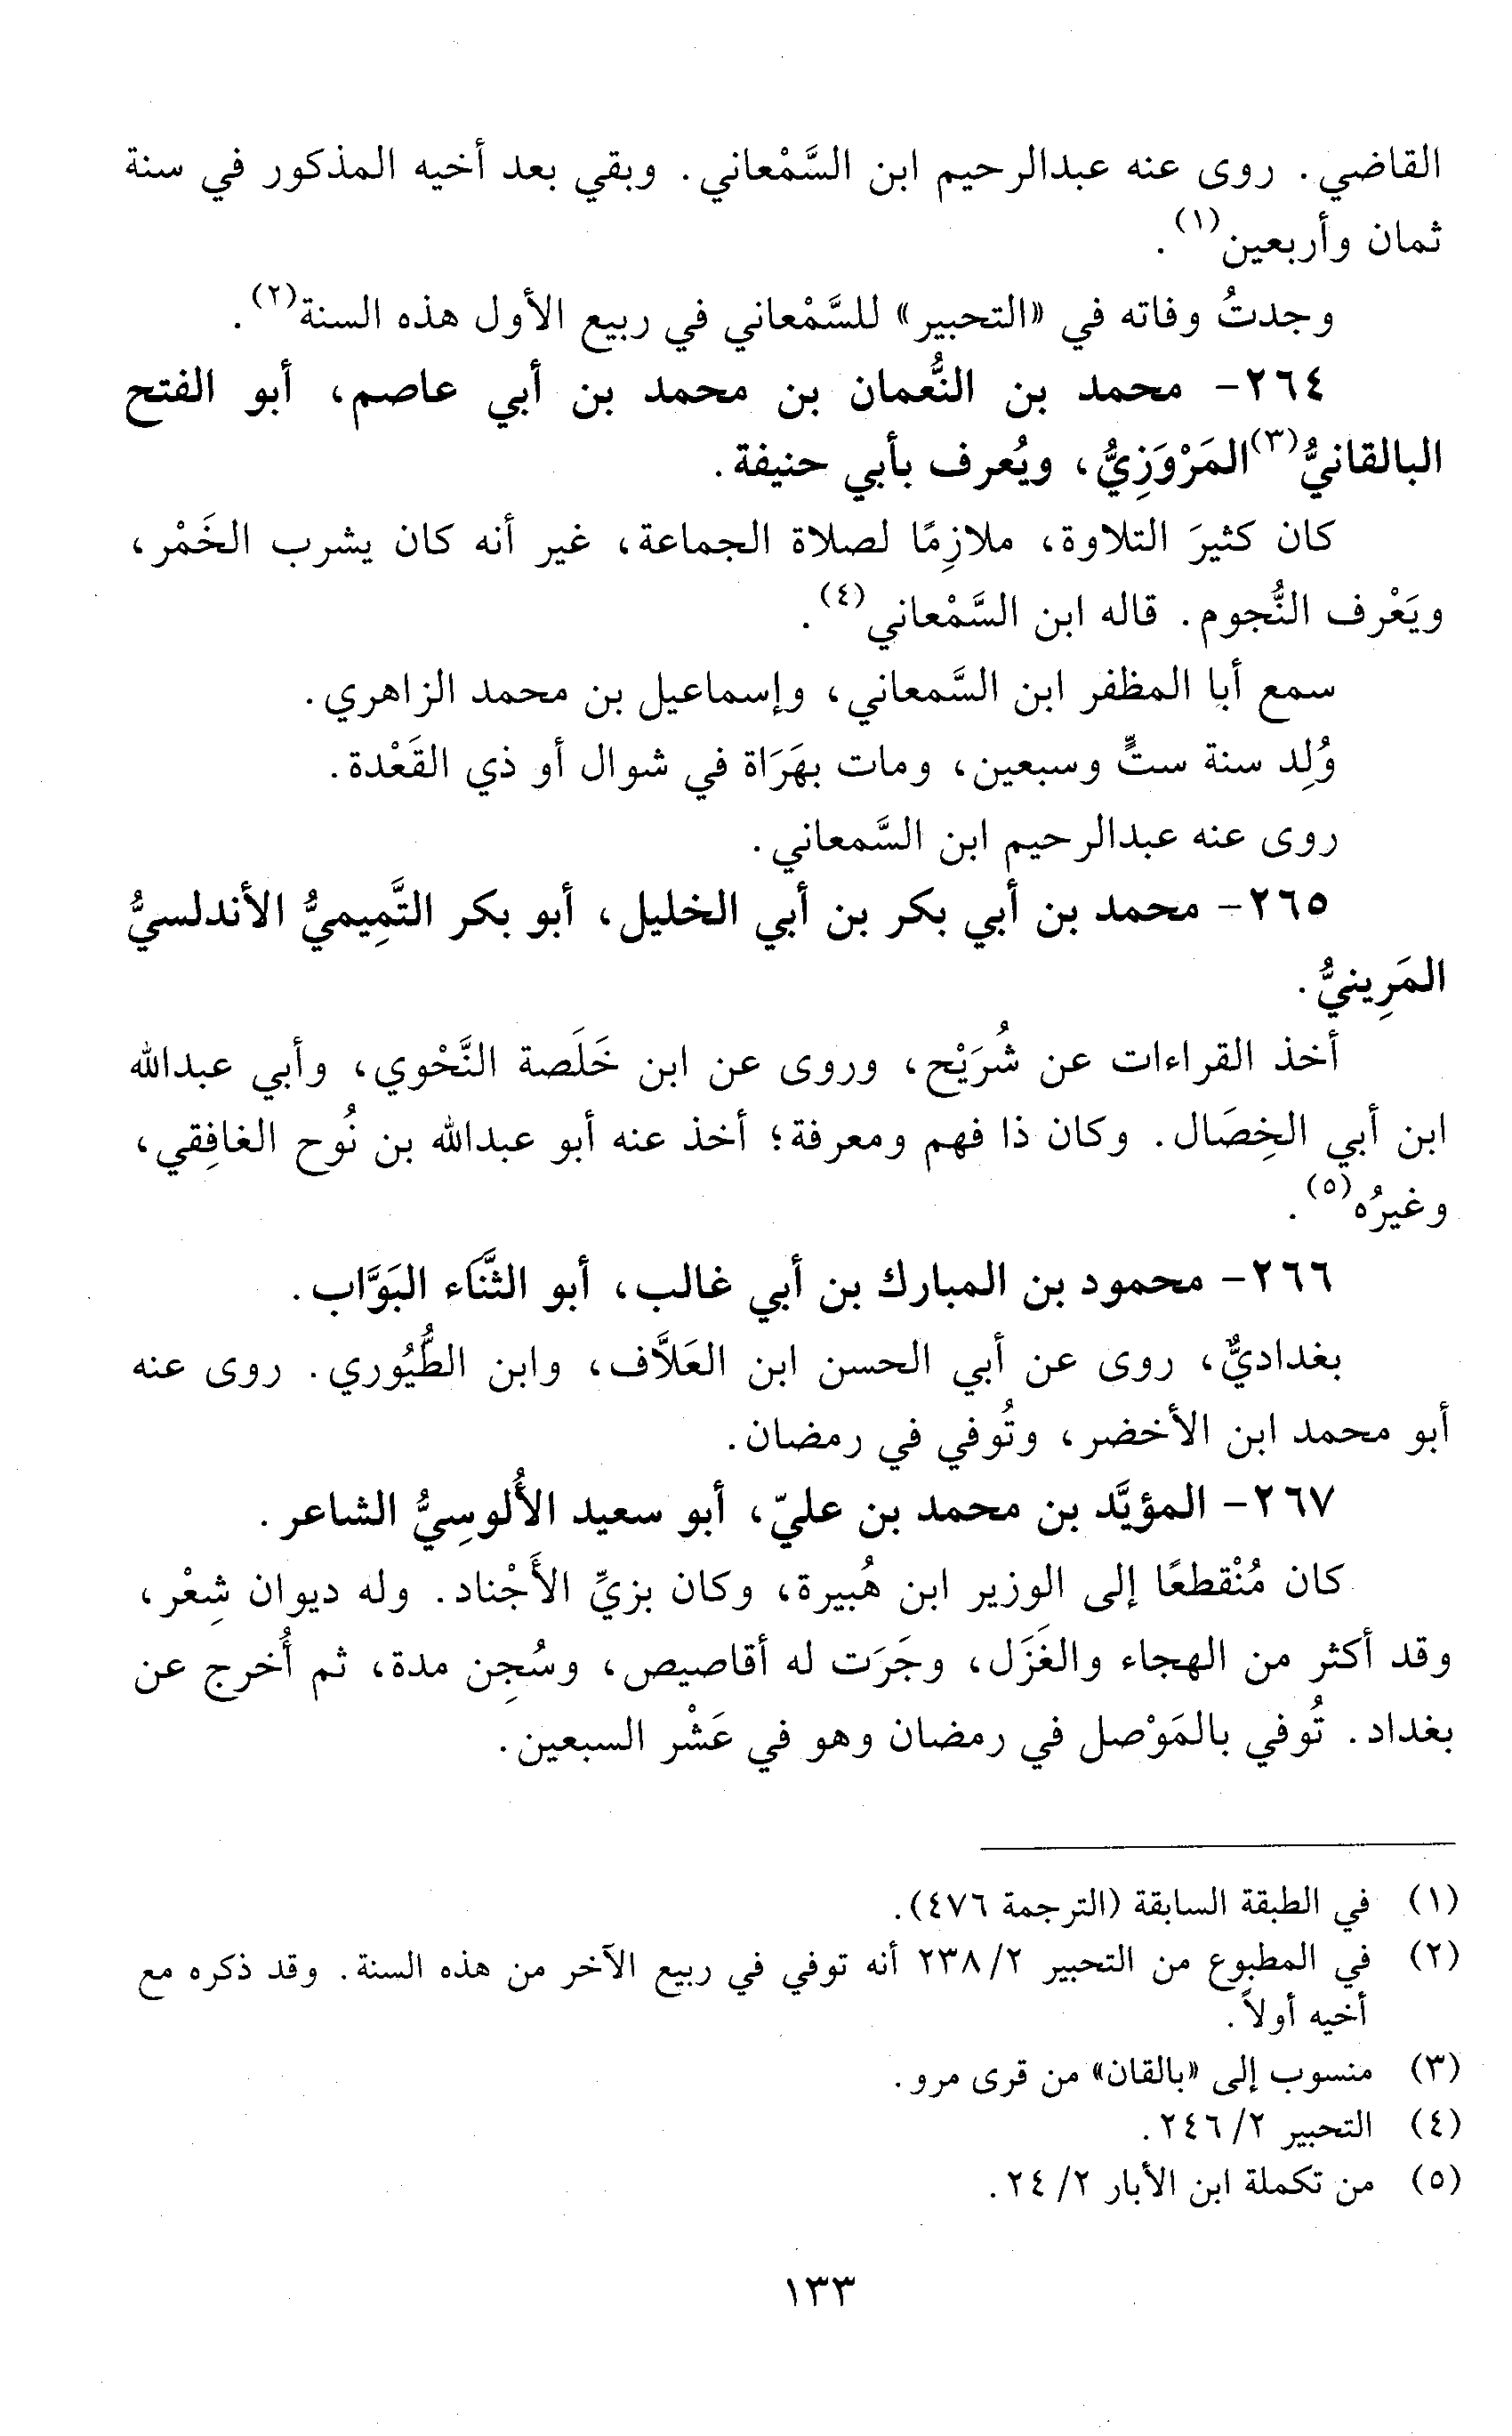 القاضي. روى عنه عبدالرحيم ابن السَّمْعاني. وبقي بعد أخيه المذكور في سنة
ثمان وأربعين(١).
وجدتُ وفاته في «التحبير» للسَّمْعاني في ربيع الأول هذه السنة(٢).
٢٦٤- محمد بن النُّعمان بن محمد بن أبي عاصم، أبو الفتح
البالقانيُّ(٣) المَرْوَزِيُّ، ويُعرف بأبي حنيفة.
كان كثيرَ التلاوة، ملازِمًا لصلاة الجماعة، غير أنه كان يشرب الخَمْر،
ويَعْرف النُّجوم. قاله ابن السَّمْعاني(٤).
سمع أبا المظفر ابن السَّمعاني، وإسماعيل بن محمد الزاهري.
وُلِد سنة ستٍّ وسبعين، ومات بهَرَاة في شوال أو ذي القَعْدة.
روى عنه عبدالرحيم ابن السَّمعاني.
٢٦٥- محمد بن أبي بكر بن أبي الخليل، أبو بكر التَّمِيميُّ الأندلسيُّ
المَرِينيُّ.
أخذ القراءات عن شُرَيْح، وروى عن ابن خَلَصة النَّحْوي، وأبي عبدالله
ابن أبي الخِصَال. وكان ذا فهم ومعرفة؛ أخذ عنه أبو عبدالله بن نُوح الغافِقي،
وغيرُه(٥).
٢٦٦- محمود بن المبارك بن أبي غالب، أبو الثَّنَاء البَوَّاب.
بغداديٌّ، روى عن أبي الحسن ابن العَلاَّف، وابن الطُّيُوري. روى عنه
أبو محمد ابن الأخضر، وتُوفي في رمضان.
٢٦٧- المؤيَّد بن محمد بن عليّ، أبو سعيد الأُلوسِيُّ الشاعر.
كان مُنْقطعًا إلى الوزير ابن هُبيرة، وكان بزيِّ الأَجْناد. وله ديوان شِعْر،
وقد أكثر من الهجاء والغَزَل، وجَرَت له أقاصيص، وسُجِن مدة، ثم أُخرج عن
بغداد. تُوفي بالمَوْصل في رمضان وهو في عَشْر السبعين.
(١) في الطبقة السابقة (الترجمة ٤٧٦).
(٢) في المطبوع من التحبير ٢/ ٢٣٨ أنه توفي في ربيع الآخر من هذه السنة. وقد ذكره مع
أخيه أولاً.
(٣) منسوب إلى «بالقان» من قرى مرو.
(٤) التحبير ٢/ ٢٤٦.
(٥) من تكملة ابن الأبار ٢/ ٢٤.
١٣٣